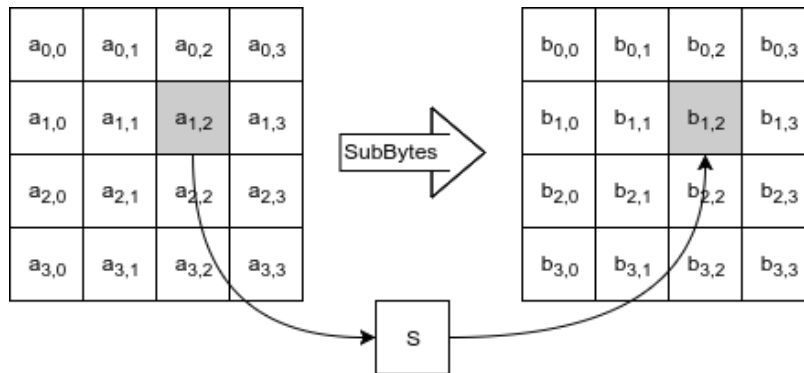 a0,0 a0,1 a0,2 a0,3
b0,0 b0,1 b0,2 b0,3
a1,0 a1,1 a1,2 a1,3
SubBytes
b1,0 b1,1 b1,2 b1,3
a2,0 a2,1 a2,2 a2,3
b2,0 b2,1 b2,2 b2,3
a3,0 a3,1 a3,2 a3,3
b3,0 b3,1 b3,2 b3,3
S